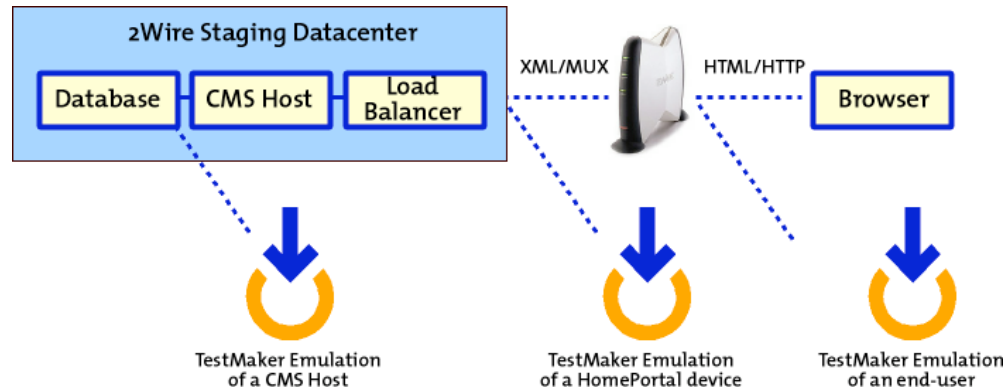 2Wire Staging Datacenter
XML/MUX
HTML/HTTP
Database
CMS Host
Load
Balancer
Browser
TestMaker Emulation
of a CMS Host
TestMaker Emulation
of a HomePortal device
TestMaker Emulation
of an end-user